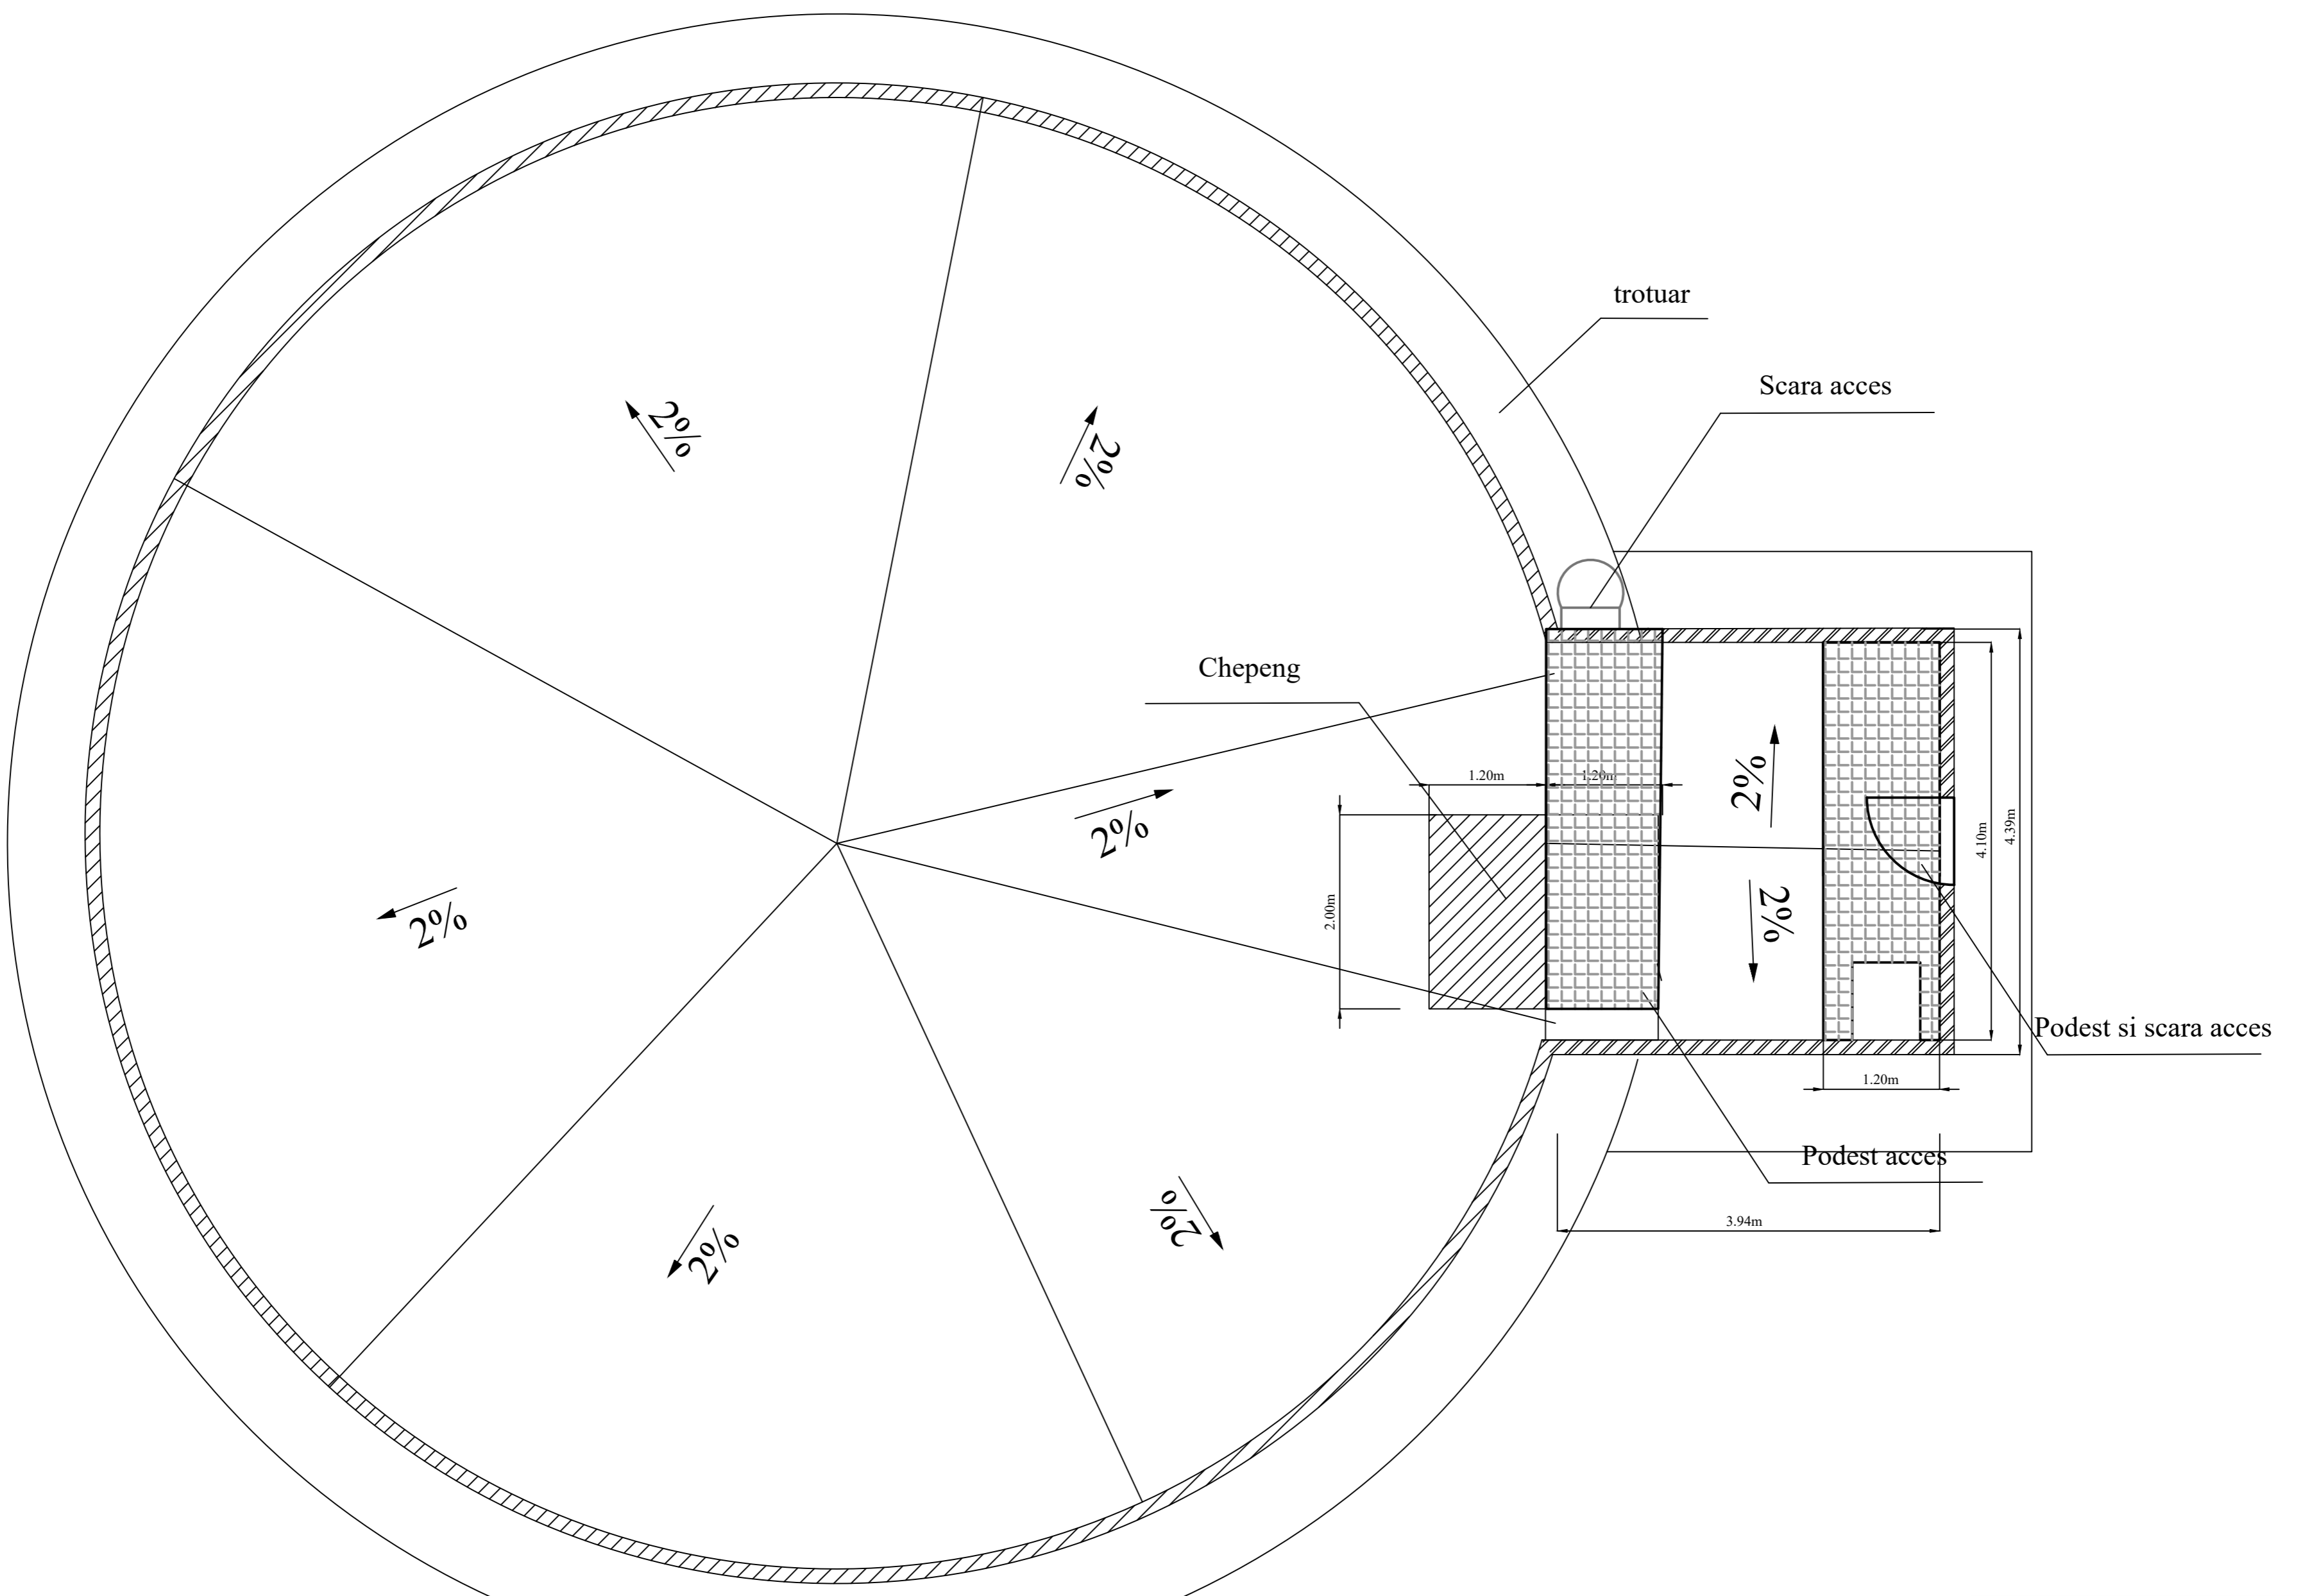 trotuar
Scara acces
2%
2%
Chepeng
1.20m
1.20m
2%
2%
2.00m
4.10m
4.39m
2%
2%
Podest si scara acces
1.20m
Podest acces
2%
2%
3.94m